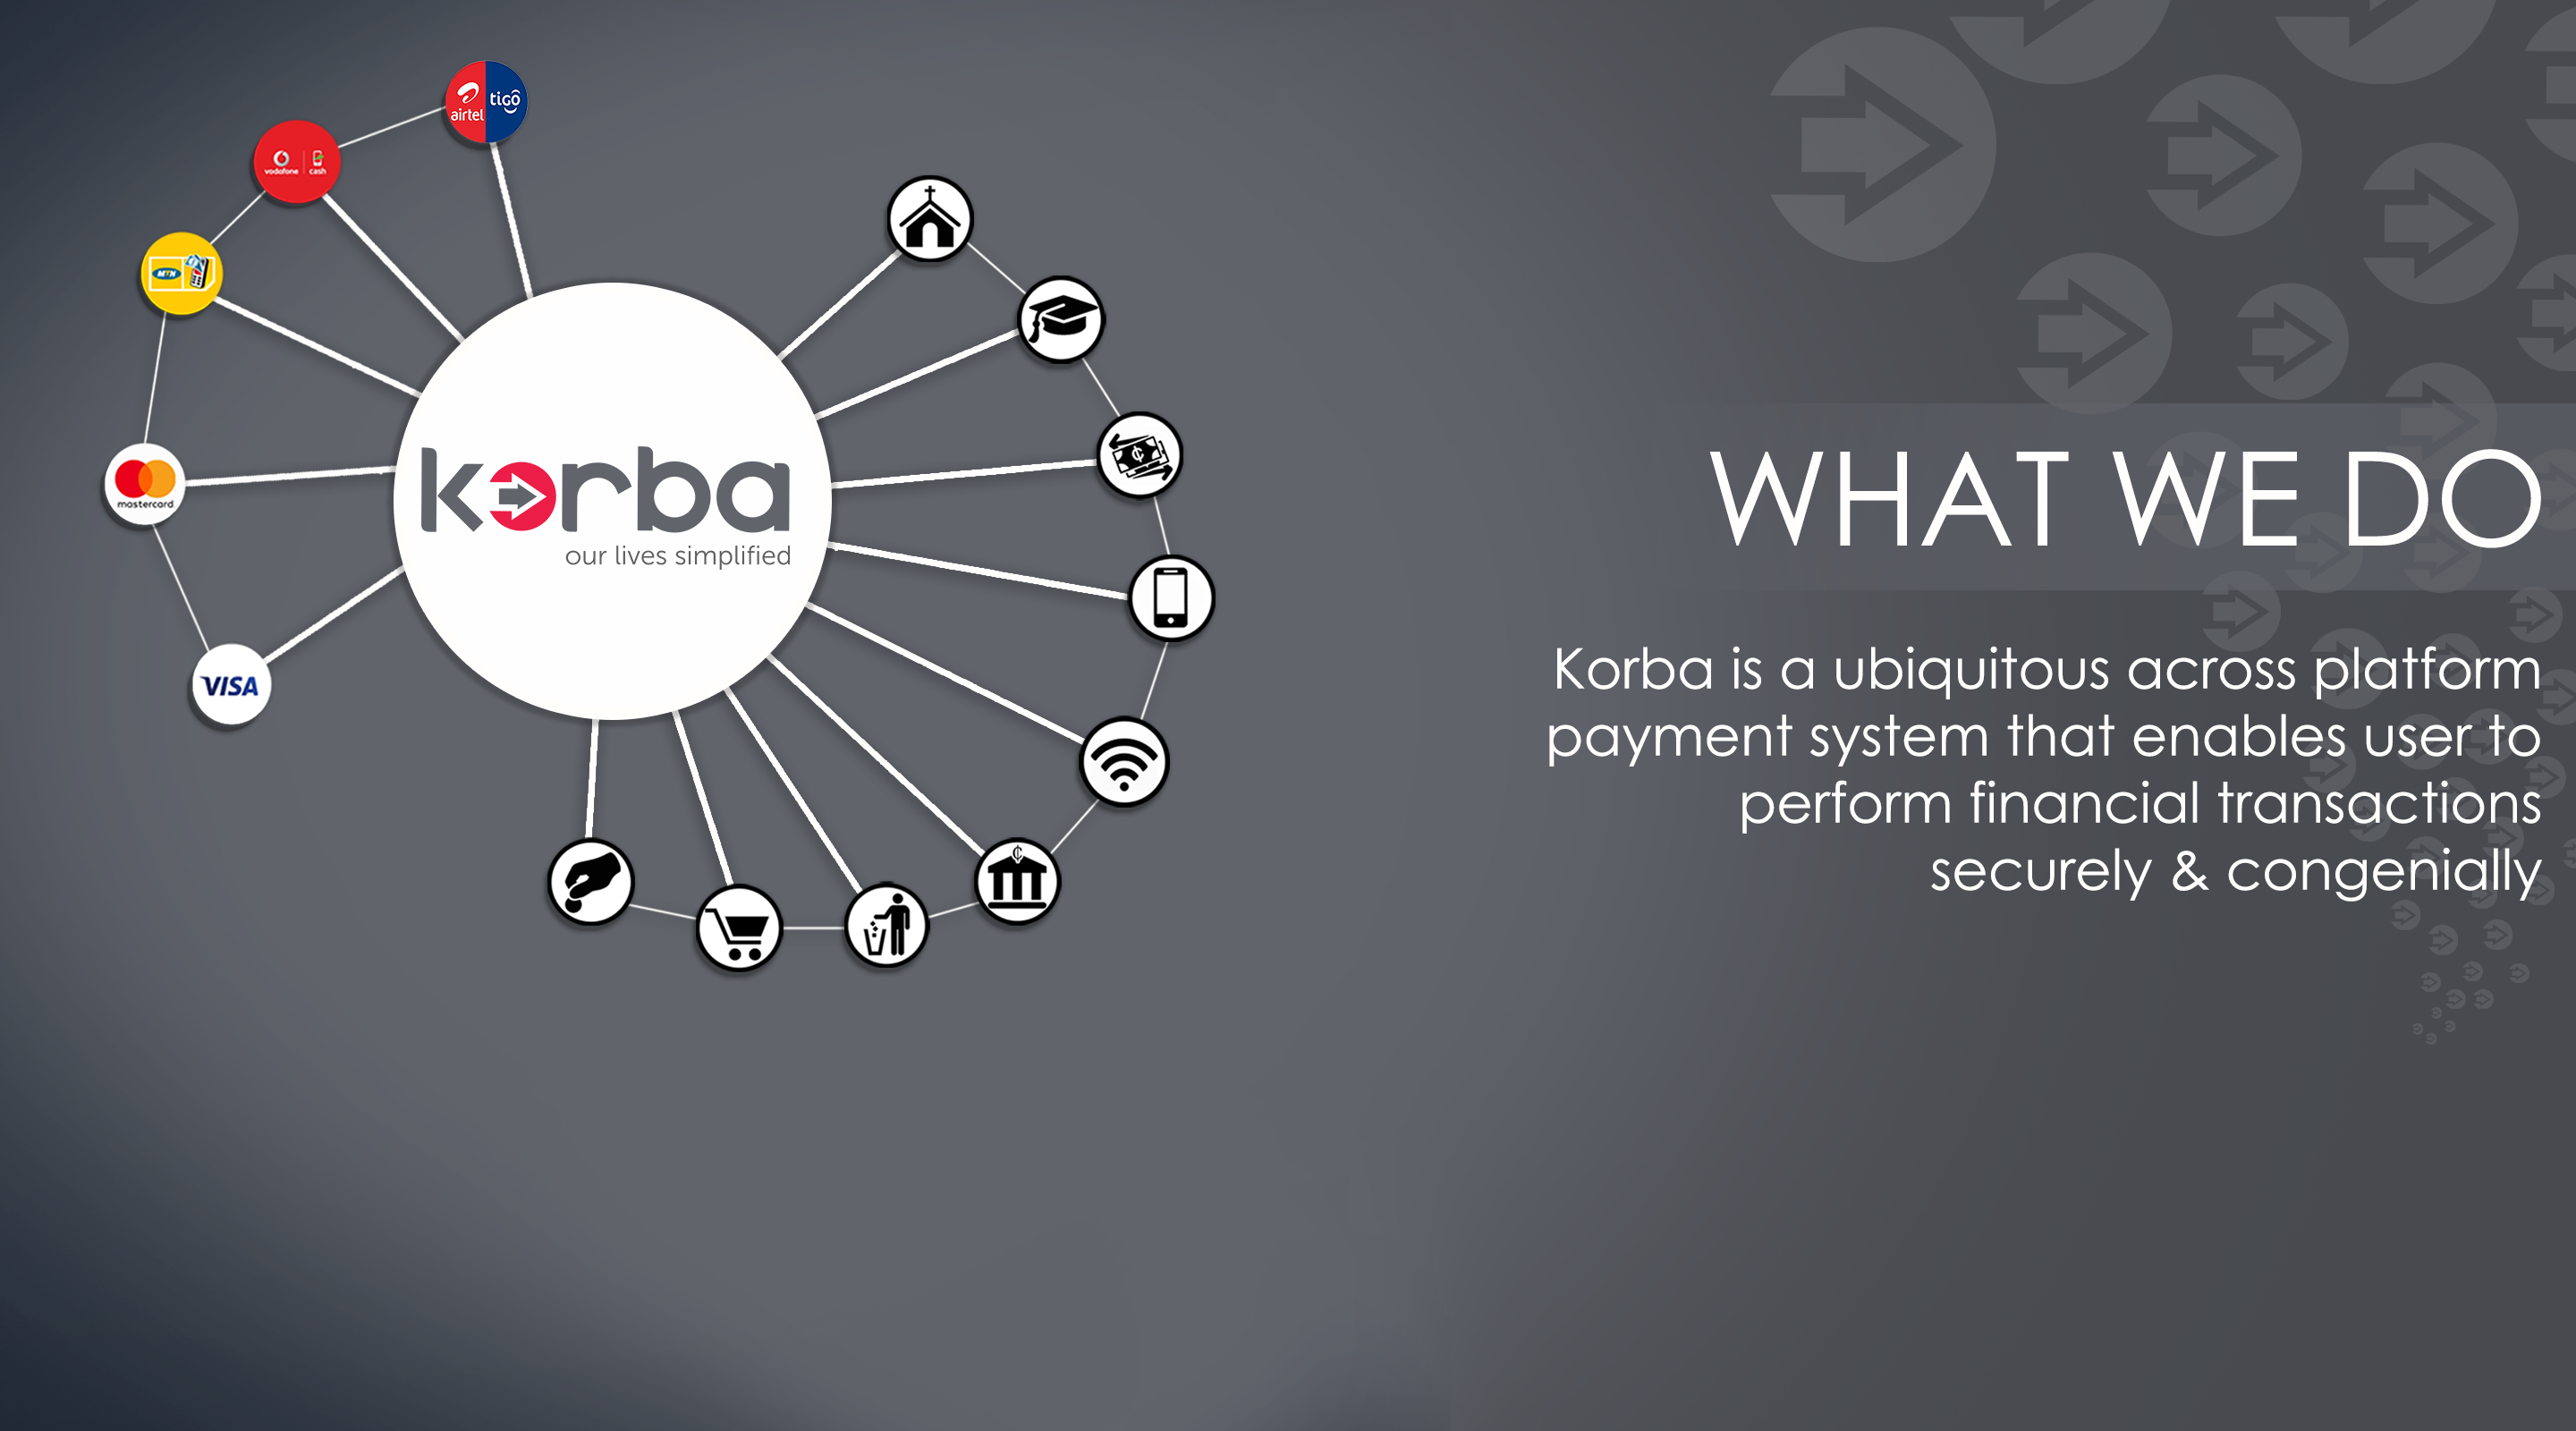 airtel
tigo
vodofone
cash
MTN
mastercard
VISA
korba
our lives simplified
WHAT WE DO
Korba is a ubiquitous across platform
payment system that enables user to
perform financial transactions
securely & congenially